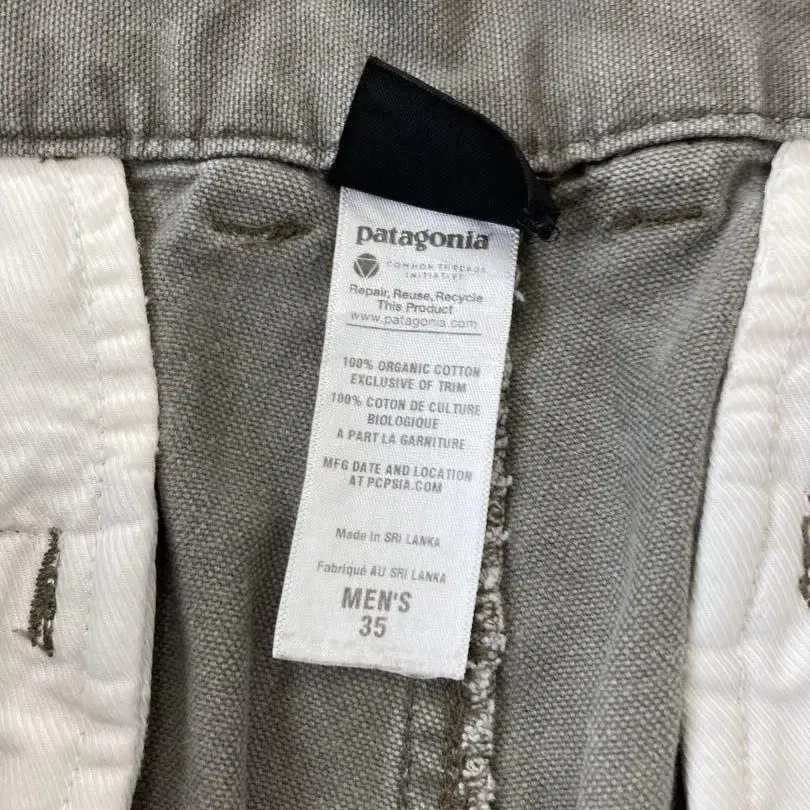 patagonia
COMMON THREADS
INITIATIVE
Repair, Reuse, Recycle
This Product
www.patagonia.com
100% ORGANIC COTTON
EXCLUSIVE OF TRIM
100% COTON DE CULTURE
BIOLOGIQUE
A PART LA GARNITURE
MFG DATE AND LOCATION
AT PCPSIA.COM
Made in SRI LANKA
Fabriqué AU SRI LANKA
MEN'S
35